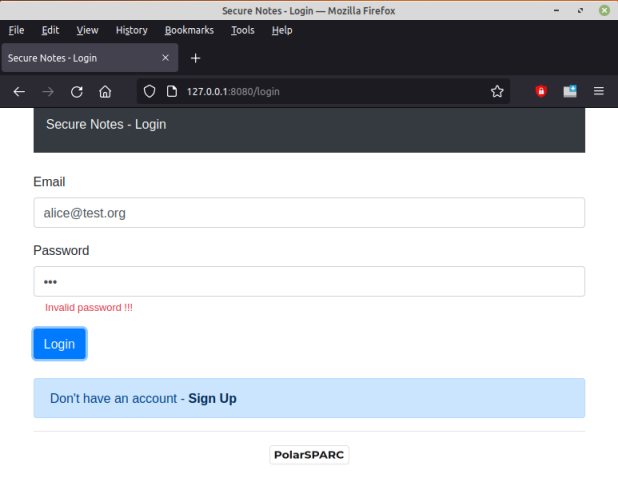 Secure Notes - Login — Mozilla Firefox
File Edit View History Bookmarks Tools Help
Secure Notes - Login
127.0.0.1:8080/login
Secure Notes - Login
Email
alice@test.org
Password
•••
Invalid password !!!
Login
Don't have an account - Sign Up
PolarSPARC